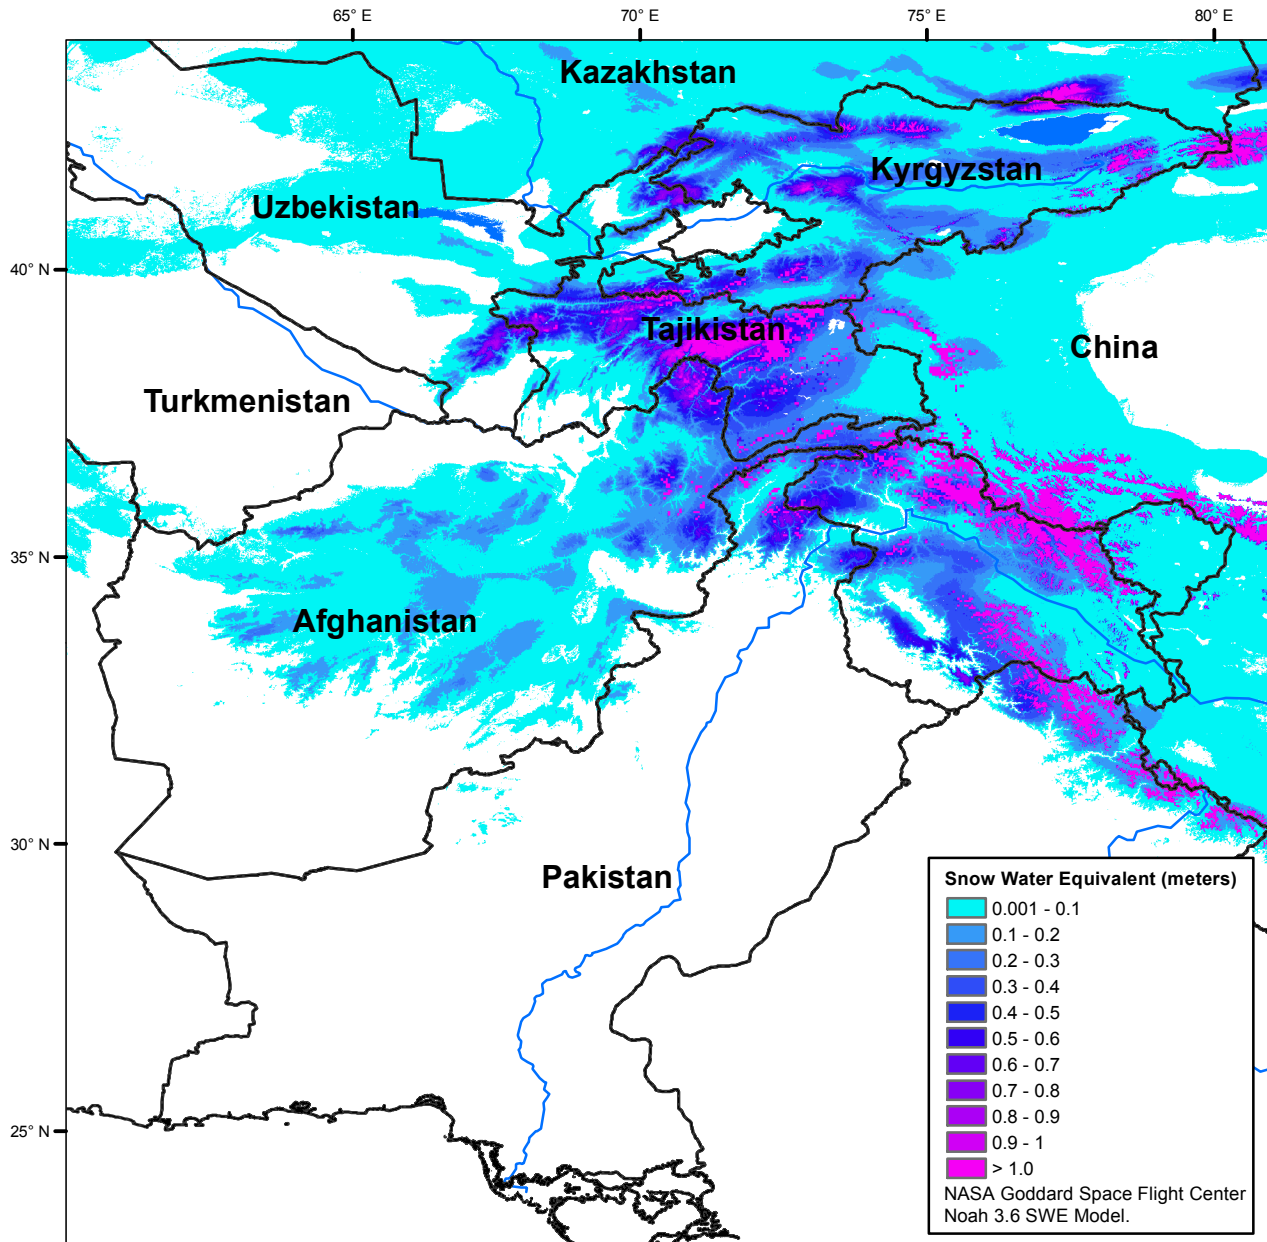 65° E
70° E
75° E
80° E
Kazakhstan
Kyrgyzstan
Uzbekistan
40° N
Tajikistan
China
Turkmenistan
35° N
Afghanistan
30° N
Pakistan
25° N
Snow Water Equivalent (meters)
0.001 - 0.1
0.1 - 0.2
0.2 - 0.3
0.3 - 0.4
0.4 - 0.5
0.5 - 0.6
0.6 - 0.7
0.7 - 0.8
0.8 - 0.9
0.9 - 1
> 1.0
NASA Goddard Space Flight Center
Noah 3.6 SWE Model.